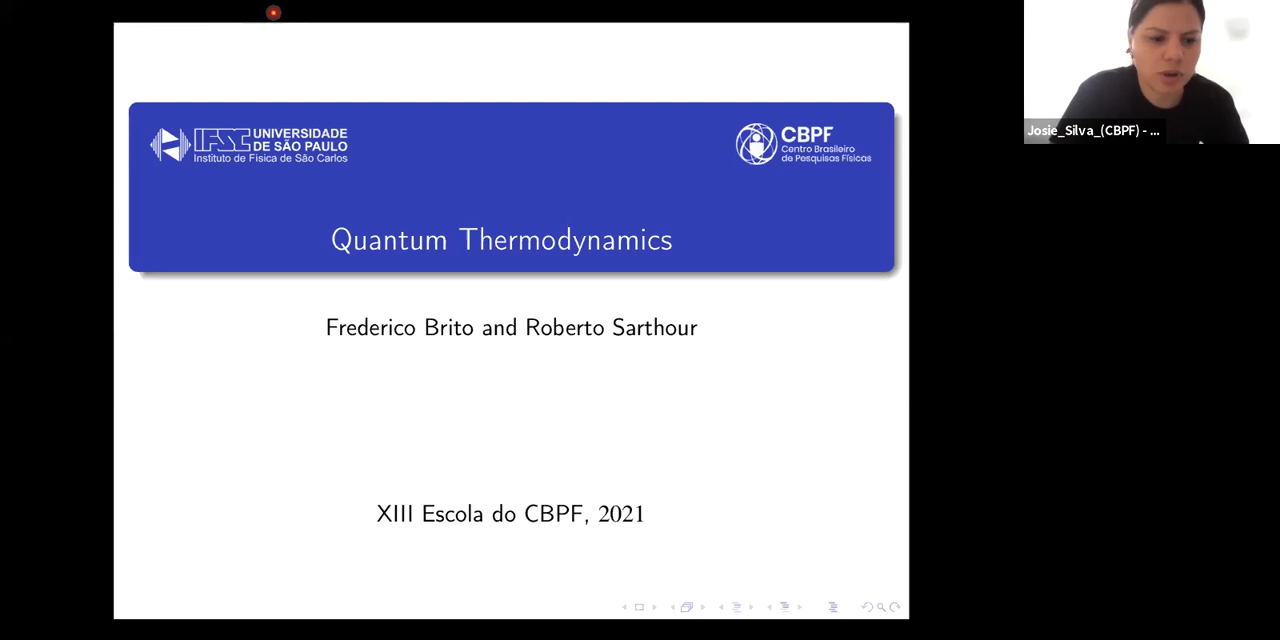 IFSC UNIVERSIDADE
DE SÃO PAULO
Instituto de Física de São Carlos
CBPF
Centro Brasileiro
de Pesquisas Físicas
Quantum Thermodynamics
Frederico Brito and Roberto Sarthour
XIII Escola do CBPF, 2021
Josie_Silva_(CBPF) - ...